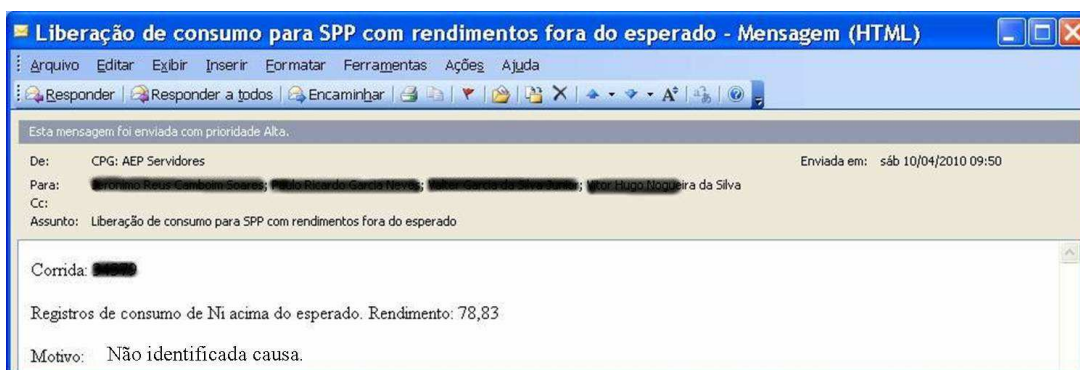 Liberação de consumo para SPP com rendimentos fora do esperado - Mensagem (HTML)
Arquivo Editar Exibir Inserir Formatar Ferramentas Ações Ajuda
Responder Responder a todos Encaminhar
Esta mensagem foi enviada com prioridade Alta.
De: CPG: AEP Servidores Enviada em: sáb 10/04/2010 09:50
Para: da Silva
Cc:
Assunto: Liberação de consumo para SPP com rendimentos fora do esperado
Corrida:
Registros de consumo de Ni acima do esperado. Rendimento: 78,83
Motivo: Não identificada causa.